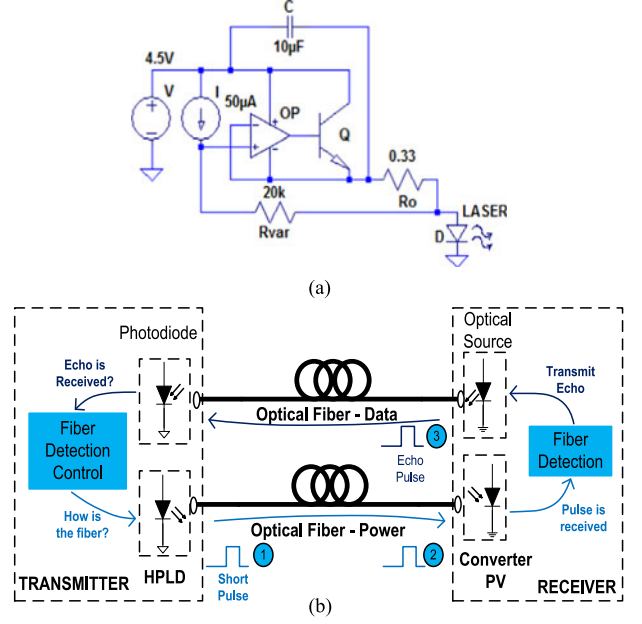 C
10µF
4.5V
V
I
50µA
OP
Q
0.33
Ro
20k
Rvar
LASER
D
(a)
Photodiode
Optical
Source
Echo is
Received?
Transmit
Echo
Optical Fiber - Data
Fiber
Detection
Control
3
Echo
Pulse
Fiber
Detection
How is
the fiber?
Optical Fiber - Power
Pulse is
received
1
2
TRANSMITTER
HPLD
Short
Pulse
Converter
PV
RECEIVER
(b)